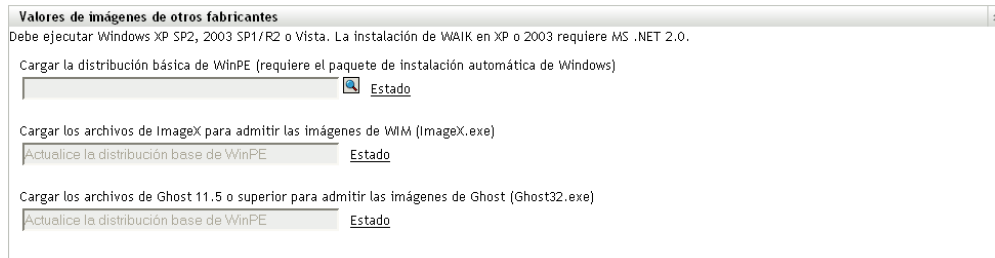 Valores de imágenes de otros fabricantes
Debe ejecutar Windows XP SP2, 2003 SP1/R2 o Vista. La instalación de WAIK en XP o 2003 requiere MS .NET 2.0.
Cargar la distribución básica de WinPE (requiere el paquete de instalación automática de Windows)
Estado
Cargar los archivos de ImageX para admitir las imágenes de WIM (ImageX.exe)
Actualice la distribución base de WinPE Estado
Cargar los archivos de Ghost 11.5 o superior para admitir las imágenes de Ghost (Ghost32.exe)
Actualice la distribución base de WinPE Estado